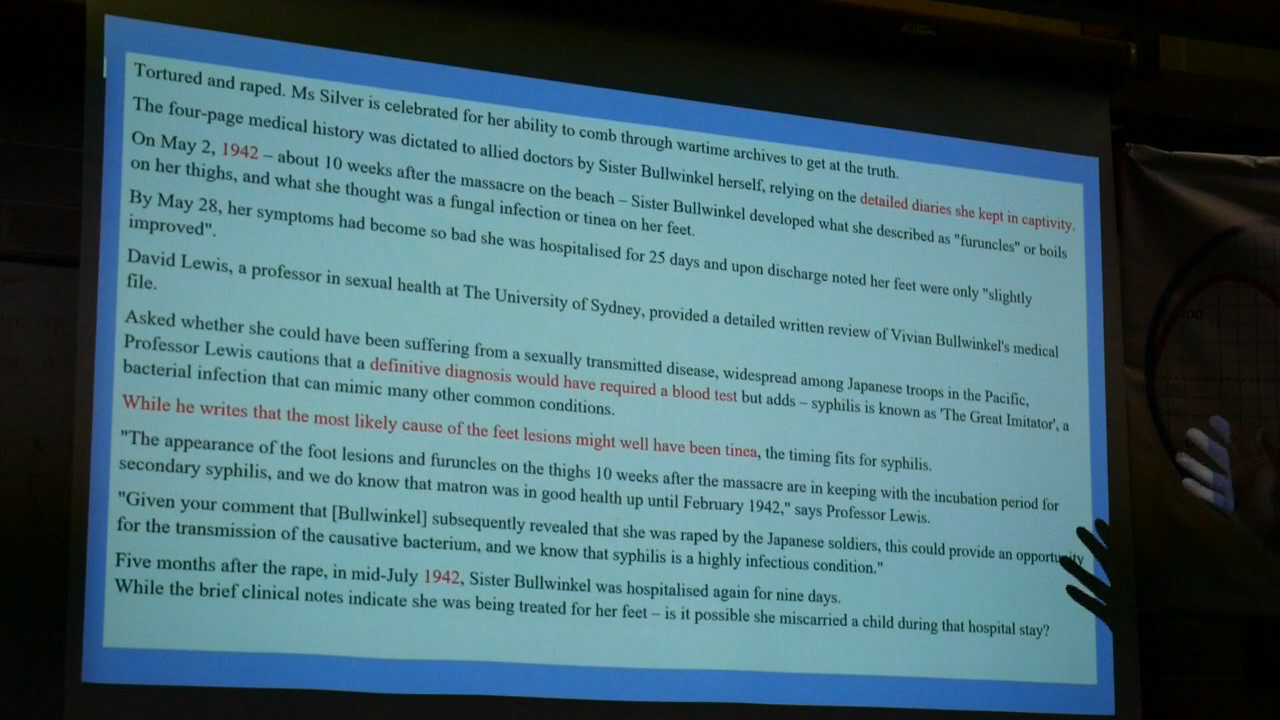 Tortured and raped. Ms Silver is celebrated for her ability to comb through wartime archives to get at the truth.
The four-page medical history was dictated to allied doctors by Sister Bullwinkel herself, relying on the detailed diaries she kept in captivity.
On May 2, 1942 – about 10 weeks after the massacre on the beach – Sister Bullwinkel developed what she described as "furuncles" or boils
on her thighs, and what she thought was a fungal infection or tinea on her feet.
By May 28, her symptoms had become so bad she was hospitalised for 25 days and upon discharge noted her feet were only "slightly
improved".
David Lewis, a professor in sexual health at The University of Sydney, provided a detailed written review of Vivian Bullwinkel's medical
file.
Asked whether she could have been suffering from a sexually transmitted disease, widespread among Japanese troops in the Pacific,
Professor Lewis cautions that a definitive diagnosis would have required a blood test but adds – syphilis is known as 'The Great Imitator', a
bacterial infection that can mimic many other common conditions.
While he writes that the most likely cause of the feet lesions might well have been tinea, the timing fits for syphilis.
"The appearance of the foot lesions and furuncles on the thighs 10 weeks after the massacre are in keeping with the incubation period for
secondary syphilis, and we do know that matron was in good health up until February 1942," says Professor Lewis.
"Given your comment that [Bullwinkel] subsequently revealed that she was raped by the Japanese soldiers, this could provide an opportunity
for the transmission of the causative bacterium, and we know that syphilis is a highly infectious condition."
Five months after the rape, in mid-July 1942, Sister Bullwinkel was hospitalised again for nine days.
While the brief clinical notes indicate she was being treated for her feet – is it possible she miscarried a child during that hospital stay?